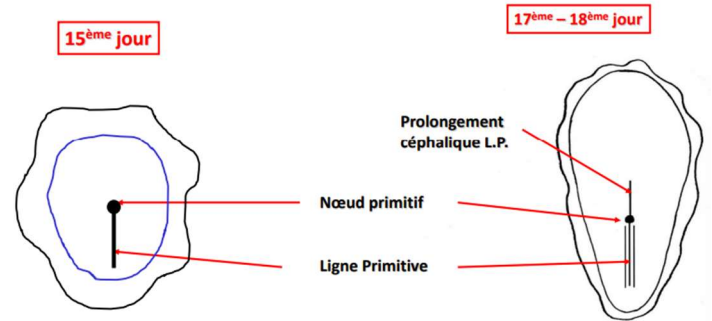 15ème jour
17ème – 18ème jour
Prolongement
céphalique L.P.
Nœud primitif
Ligne Primitive